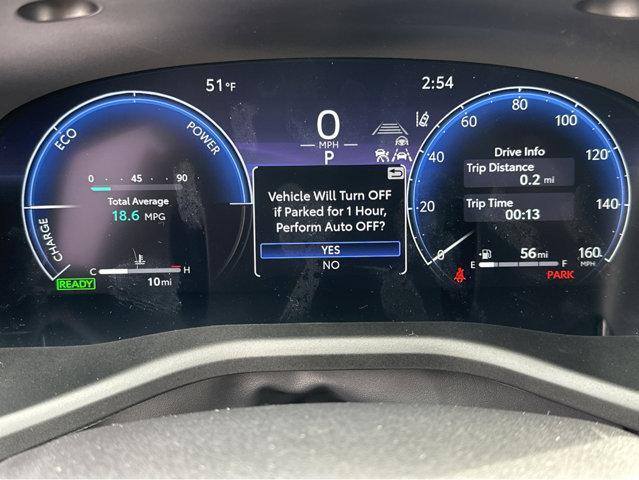 51°F
2:54
ECO
POWER
CHARGE
0 45 90
Total Average
18.6 MPG
C H
READY
10mi
0
MPH
P
Vehicle Will Turn OFF
if Parked for 1 Hour,
Perform Auto OFF?
YES
NO
0
20
40
60
80
100
120
140
160
MPH
Drive Info
Trip Distance
0.2 mi
Trip Time
00:13
56mi
E F
PARK